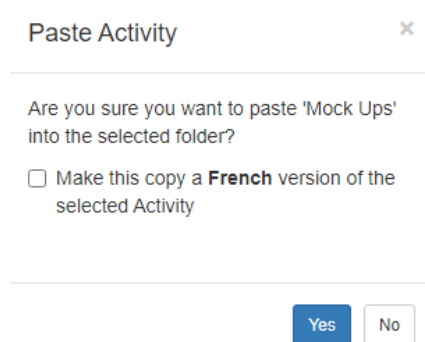 Paste Activity
×
Are you sure you want to paste 'Mock Ups'
into the selected folder?
Make this copy a French version of the
selected Activity
Yes No